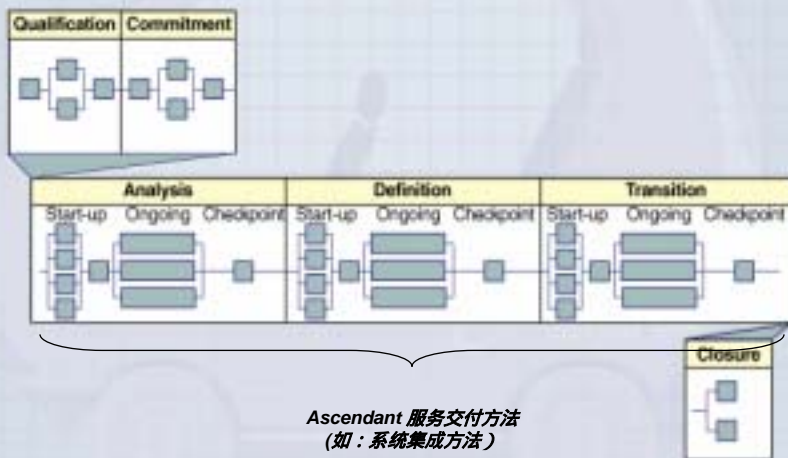 Qualification Commitment
Analysis Definition Transition
Start-up Ongoing Checkpoint Start-up Ongoing Checkpoint Start-up Ongoing Checkpoint
Closure
Ascendant 服务交付方法
(如：系统集成方法）